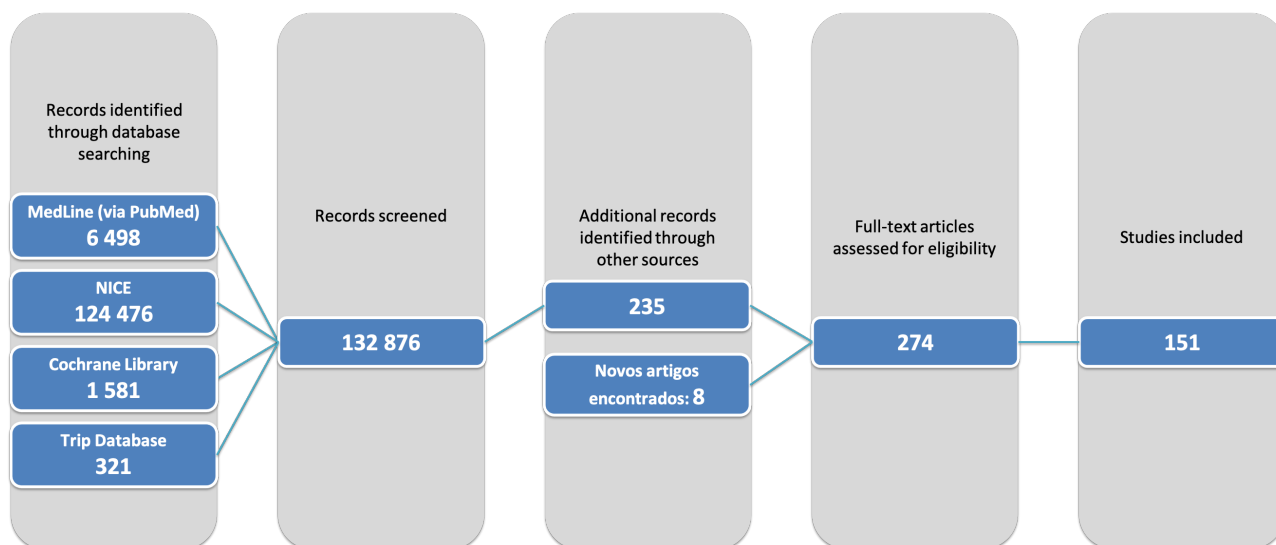 Records identified
through database
searching
MedLine (via PubMed)
6 498
NICE
124 476
Cochrane Library
1 581
Trip Database
321
Records screened
132 876
Additional records
identified through
other sources
235
Novos artigos
encontrados: 8
Full-text articles
assessed for eligibility
274
Studies included
151